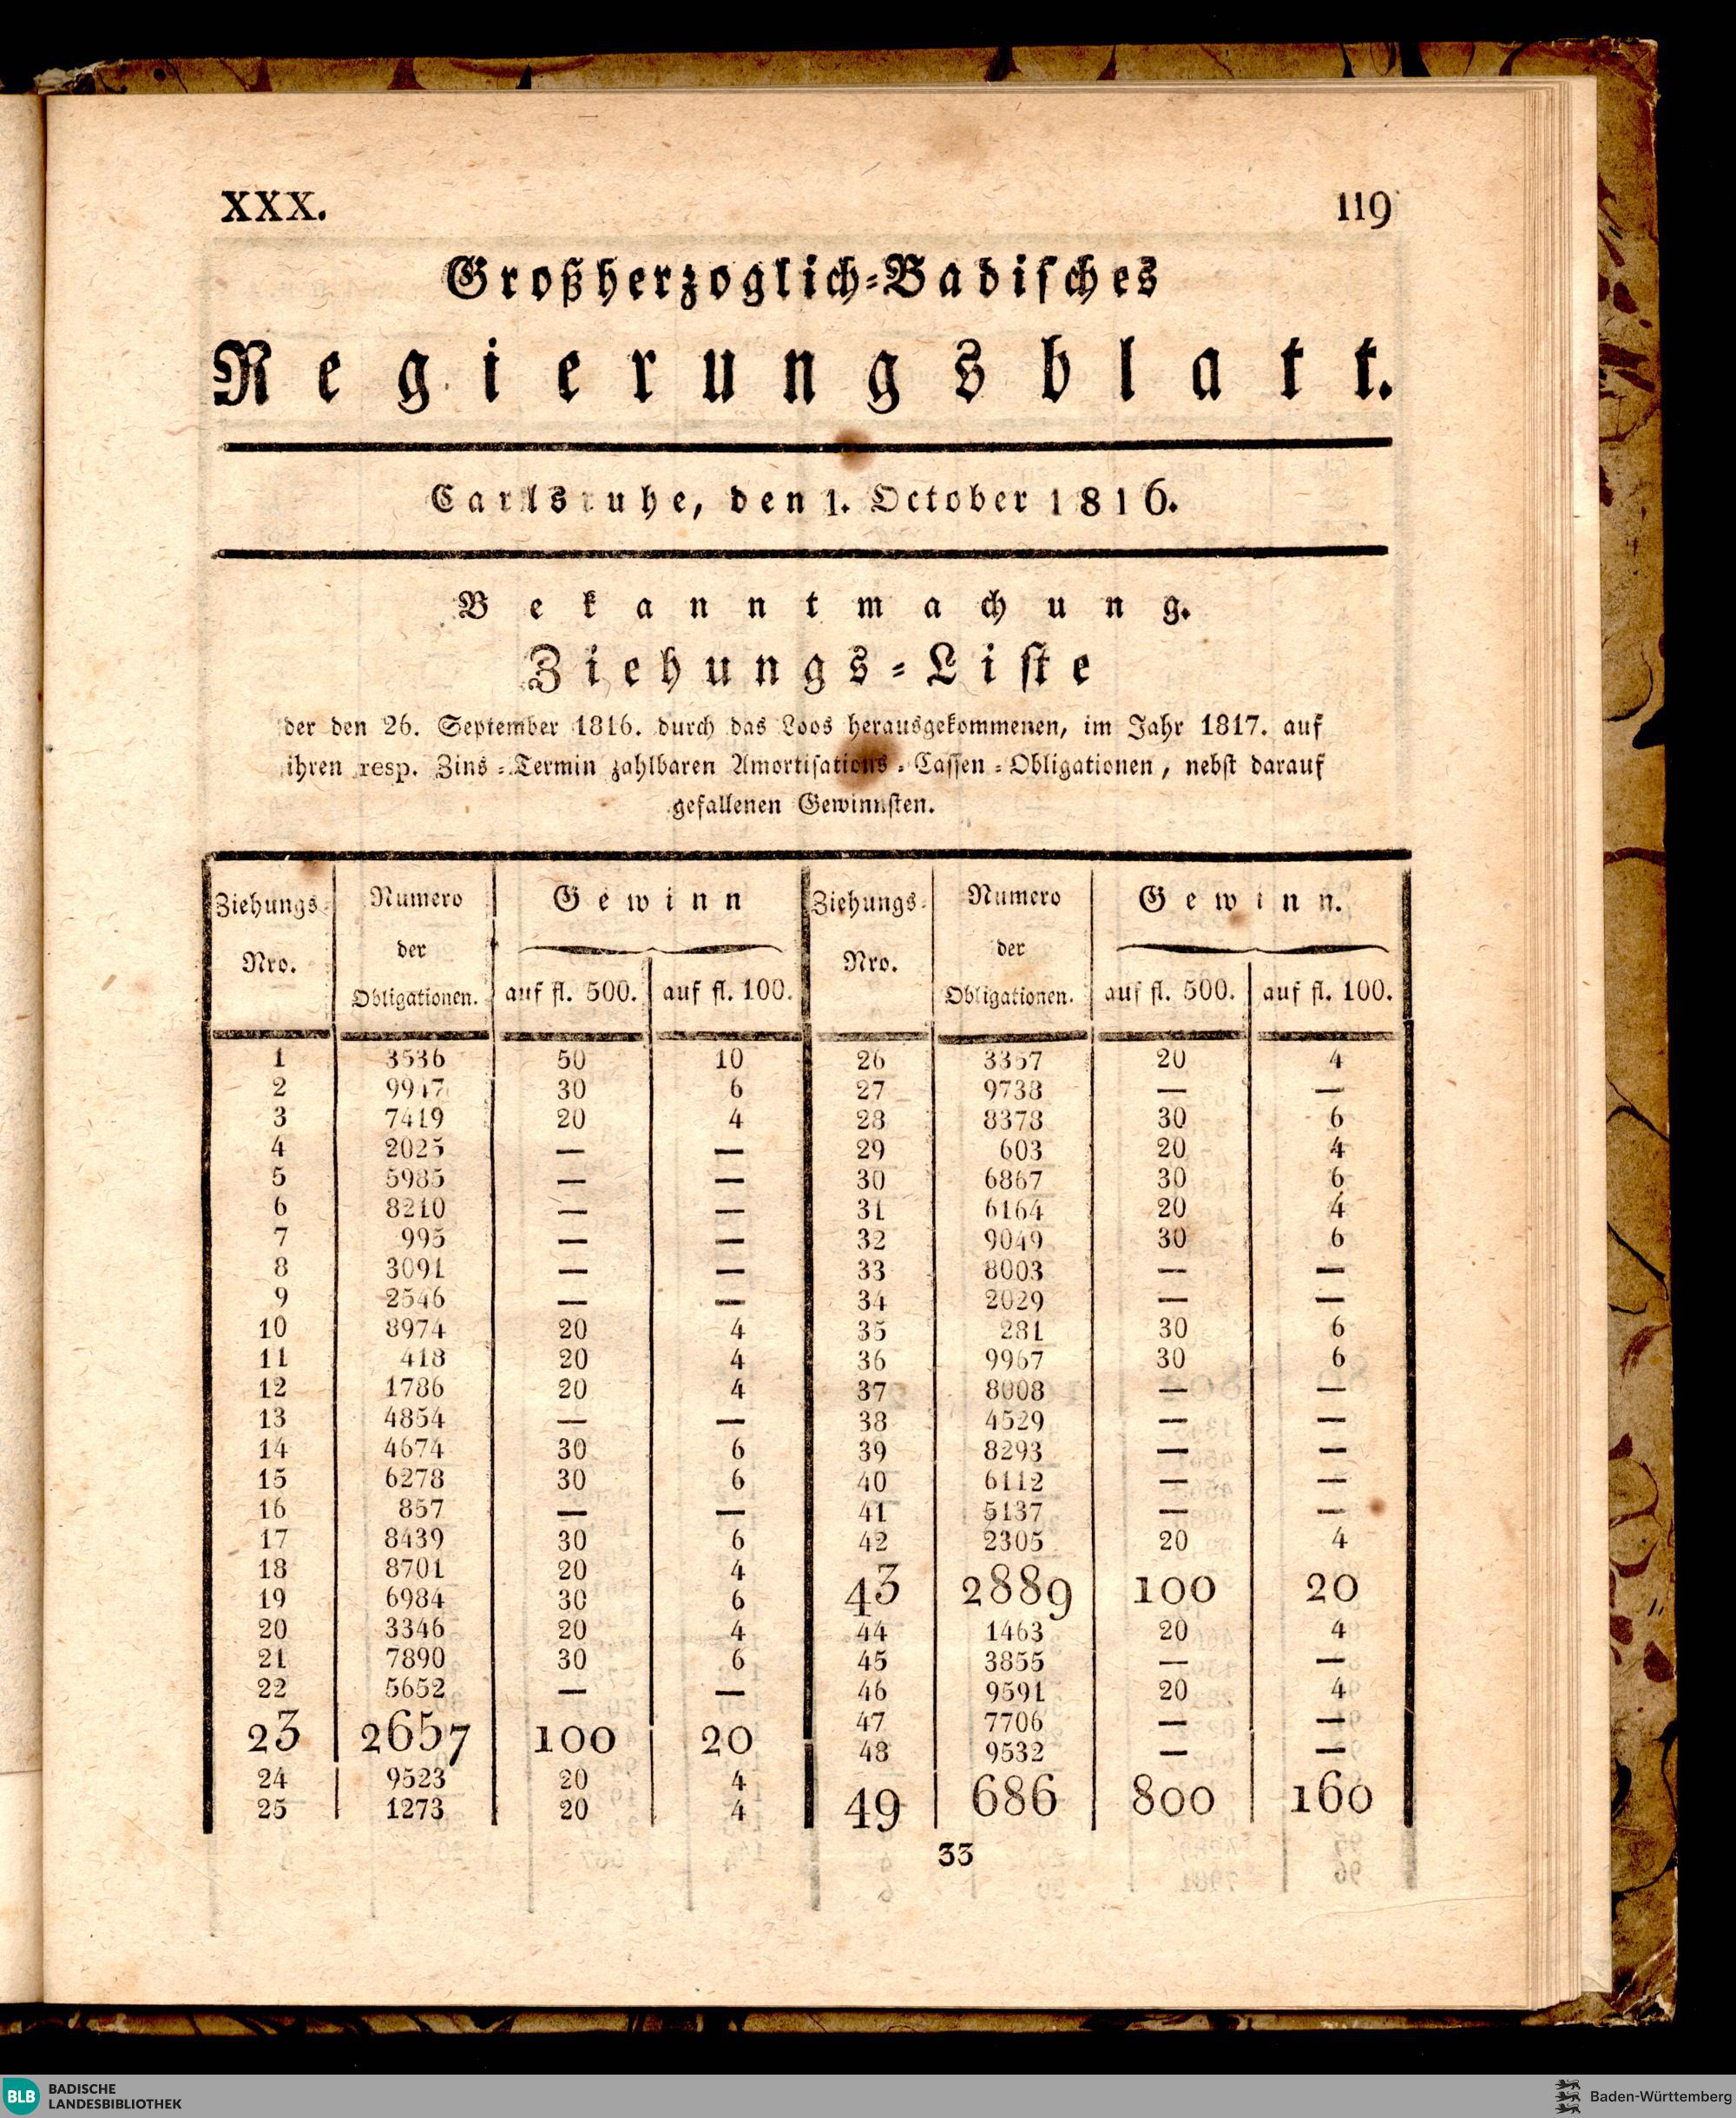 XXX. 119
Großherzoglich-Badisches
Regierungsblatt.
Carlsruhe, den 1. October 1816.
Bekanntmachung.
Ziehungs-Liste
der den 26. September 1816. durch das Loos herausgekommenen, im Jahr 1817. auf
ihren resp. Zins-Termin zahlbaren Amortisations-Cassen-Obligationen, nebst darauf
gefallenen Gewinnsten.
Ziehungs- Numero Gewinn Ziehungs- Numero Gewinn.
Nro. der Nro. der
Obligationen. auf fl. 500. auf fl. 100. Obligationen. auf fl. 500. auf fl. 100.
1 3536 50 10 26 3357 20 4
2 9947 30 6 27 9738 — —
3 7419 20 4 28 8378 30 6
4 2025 — — 29 603 20 4
5 5985 — — 30 6867 30 6
6 8210 — — 31 6164 20 4
7 995 — — 32 9049 30 6
8 3091 — — 33 8003 — —
9 2546 — — 34 2029 — —
10 8974 20 4 35 281 30 6
11 418 20 4 36 9967 30 6
12 1786 20 4 37 8008 — —
13 4854 — — 38 4529 — —
14 4674 30 6 39 8293 — —
15 6278 30 6 40 6112 — —
16 857 — — 41 5137 — —
17 8439 30 6 42 2305 20 4
18 8701 20 4 43 2889 100 20
19 6984 30 6 44 1463 20 4
20 3346 20 4 45 3855 — —
21 7890 30 6 46 9591 20 4
22 5652 — — 47 7706 — —
23 2657 100 20 48 9532 — —
24 9523 20 4 49 686 800 160
25 1273 20 4
33
BLB BADISCHE
LANDESBIBLIOTHEK
Baden-Württemberg